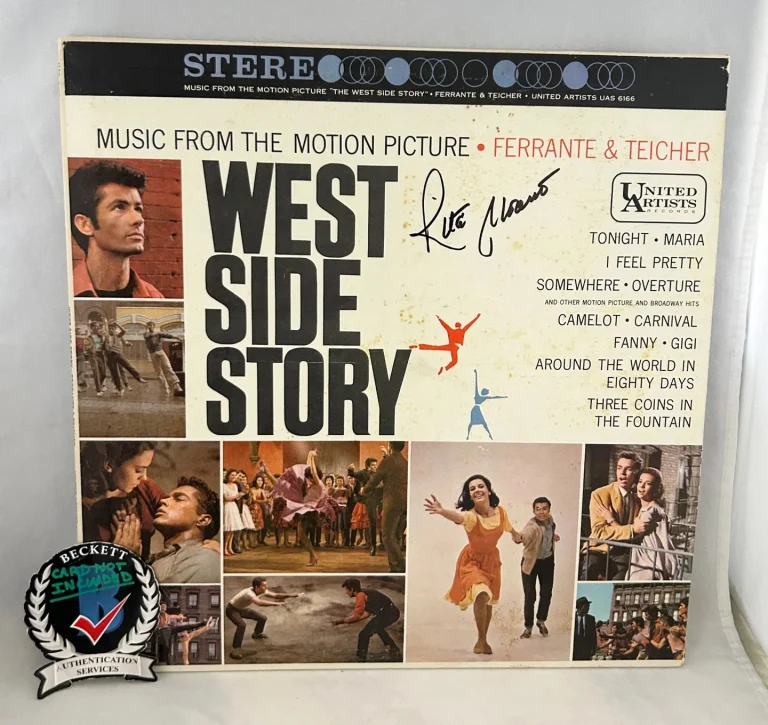 STEREO
MUSIC FROM THE MOTION PICTURE "THE WEST SIDE STORY" • FERRANTE & TEICHER • UNITED ARTISTS UAS 6166
MUSIC FROM THE MOTION PICTURE • FERRANTE & TEICHER
WEST
SIDE
STORY
Rita Moreno
UNITED
ARTISTS
RECORDS
TONIGHT • MARIA
I FEEL PRETTY
SOMEWHERE • OVERTURE
AND OTHER MOTION PICTURE AND BROADWAY HITS
CAMELOT • CARNIVAL
FANNY • GIGI
AROUND THE WORLD IN
EIGHTY DAYS
THREE COINS IN
THE FOUNTAIN
BECKETT
CARD NOT
INCLUDED
B
AUTHENTICATION
SERVICES